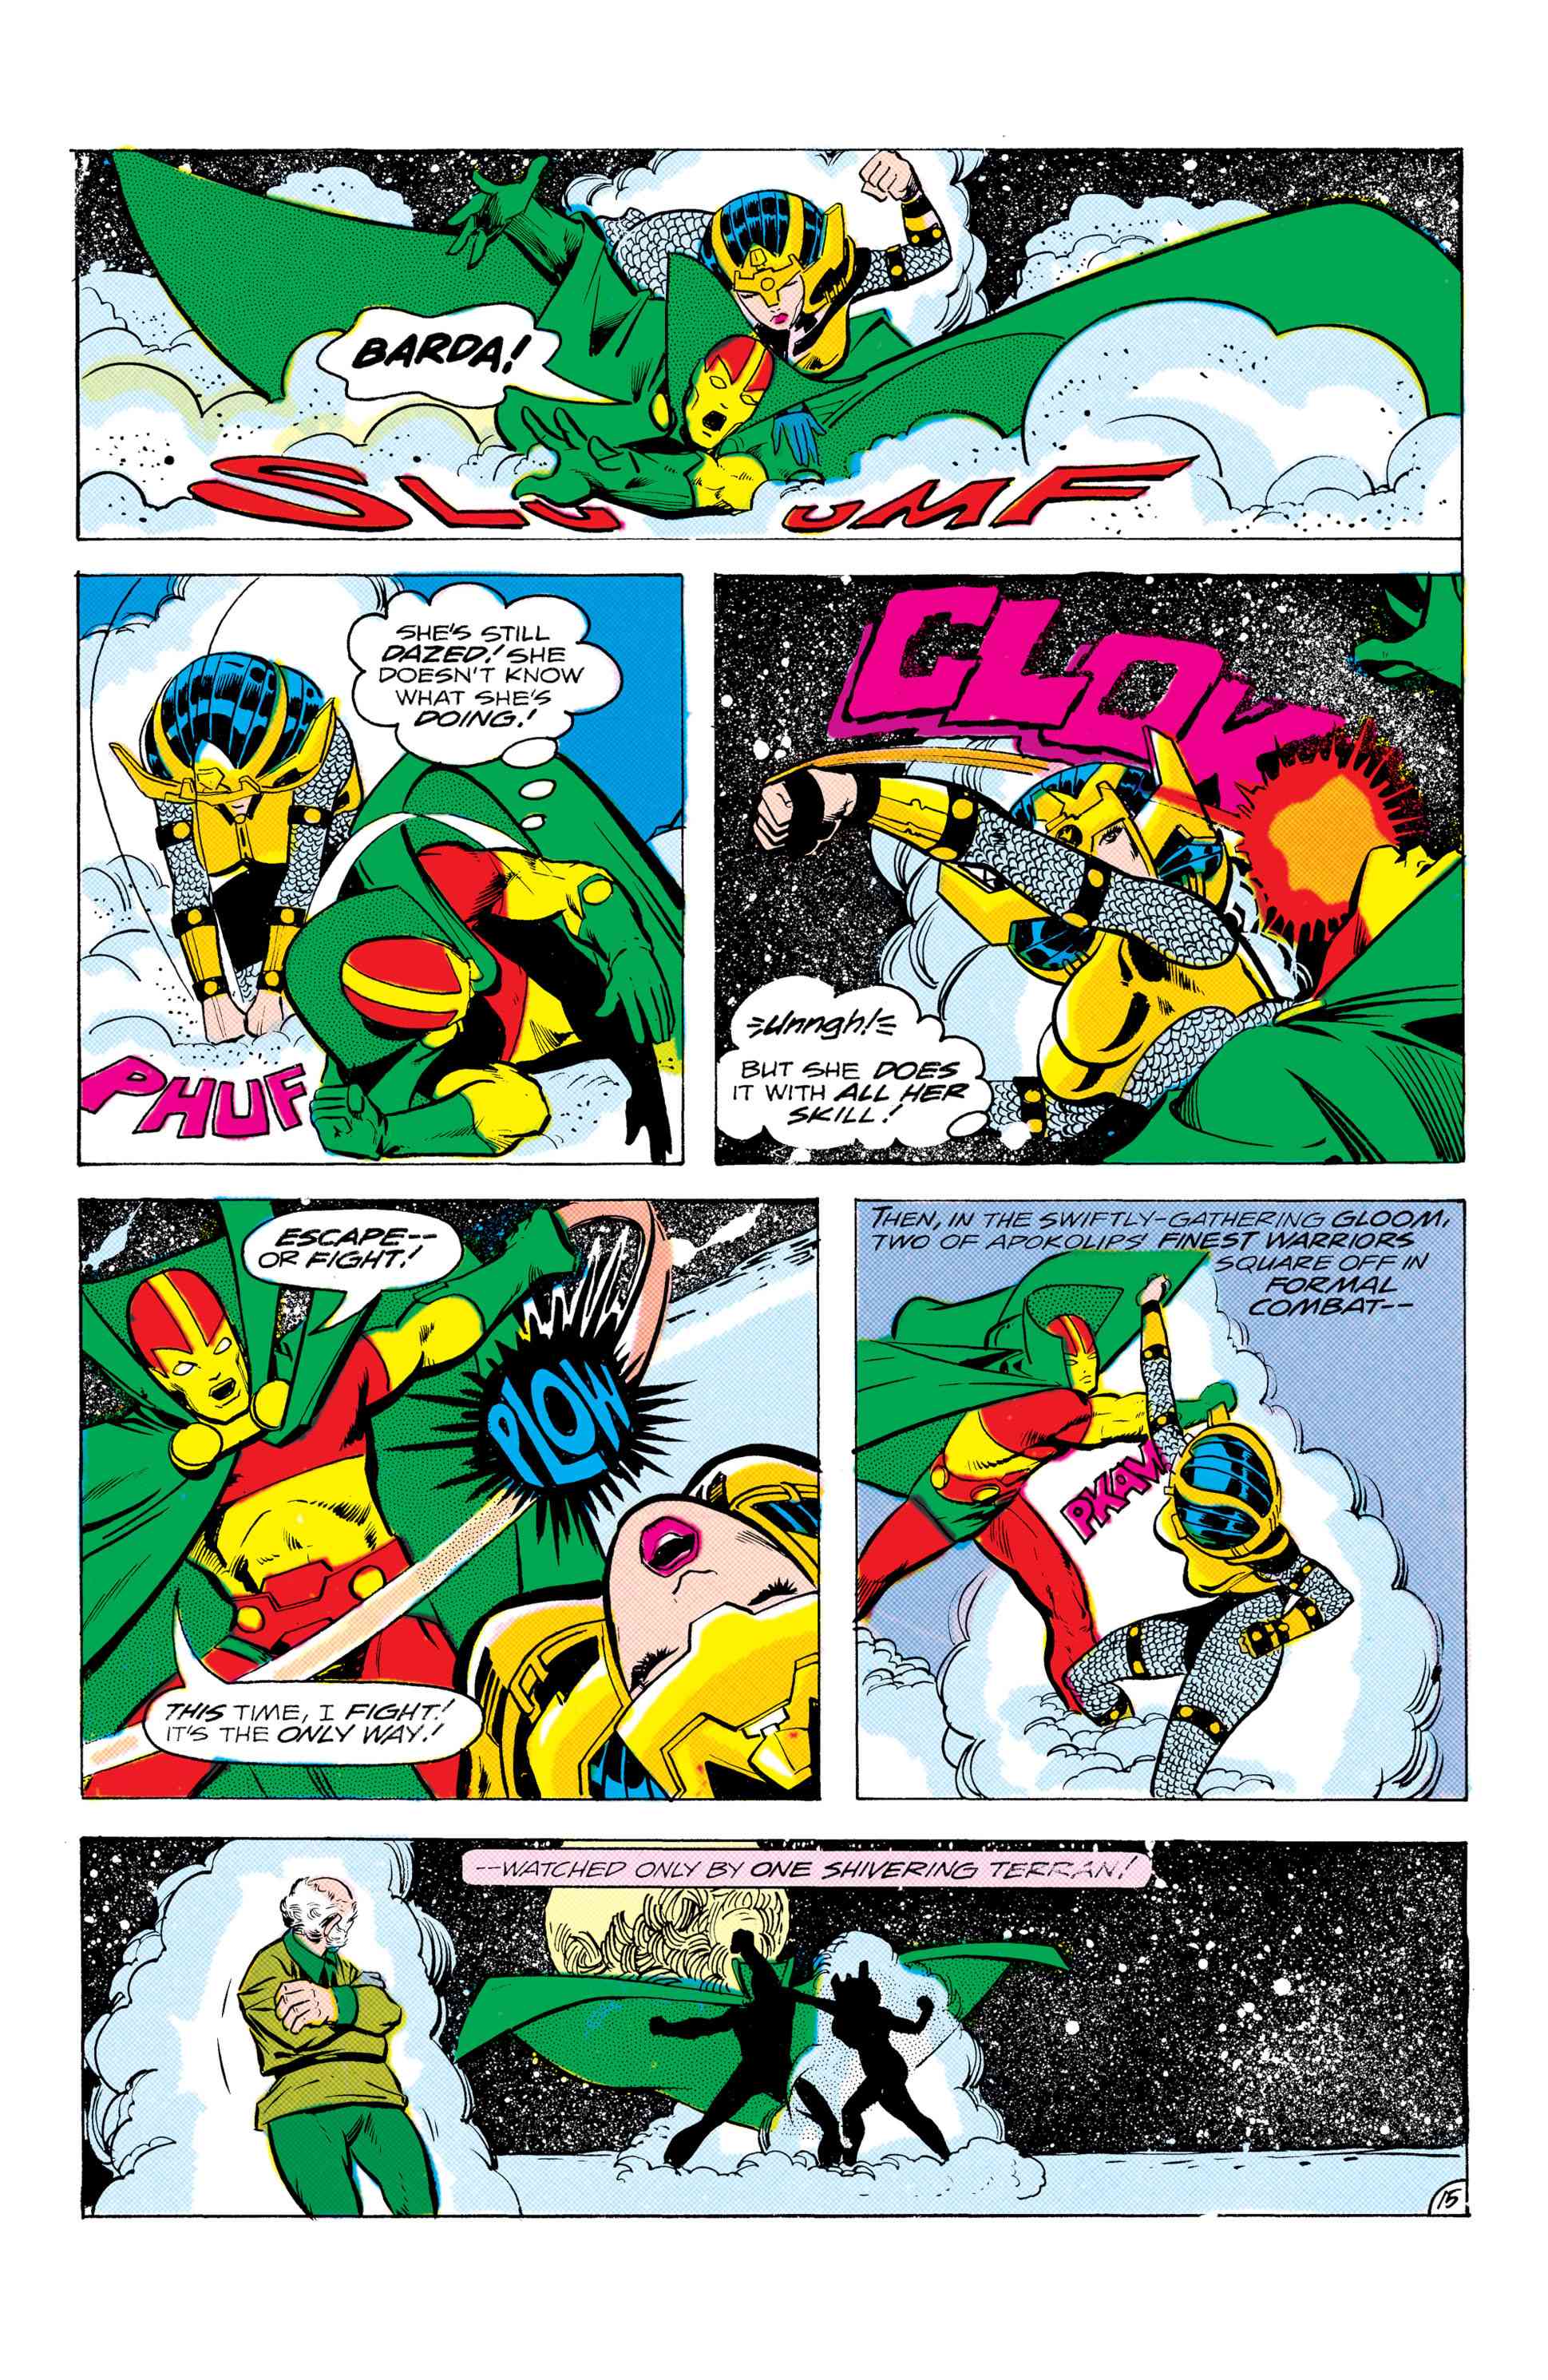 BARDA!
SLUUUMF
SHE'S STILL
DAZED! SHE
DOESN'T KNOW
WHAT SHE'S
DOING!
PHUF
CLOK
Unngh!
BUT SHE DOES
IT WITH ALL HER
SKILL!
ESCAPE--
OR FIGHT!
PLOW
THIS TIME, I FIGHT!
IT'S THE ONLY WAY!
THEN, IN THE SWIFTLY-GATHERING GLOOM,
TWO OF APOKOLIPS' FINEST WARRIORS
SQUARE OFF IN
FORMAL
COMBAT--
--WATCHED ONLY BY ONE SHIVERING TERRAN!
15